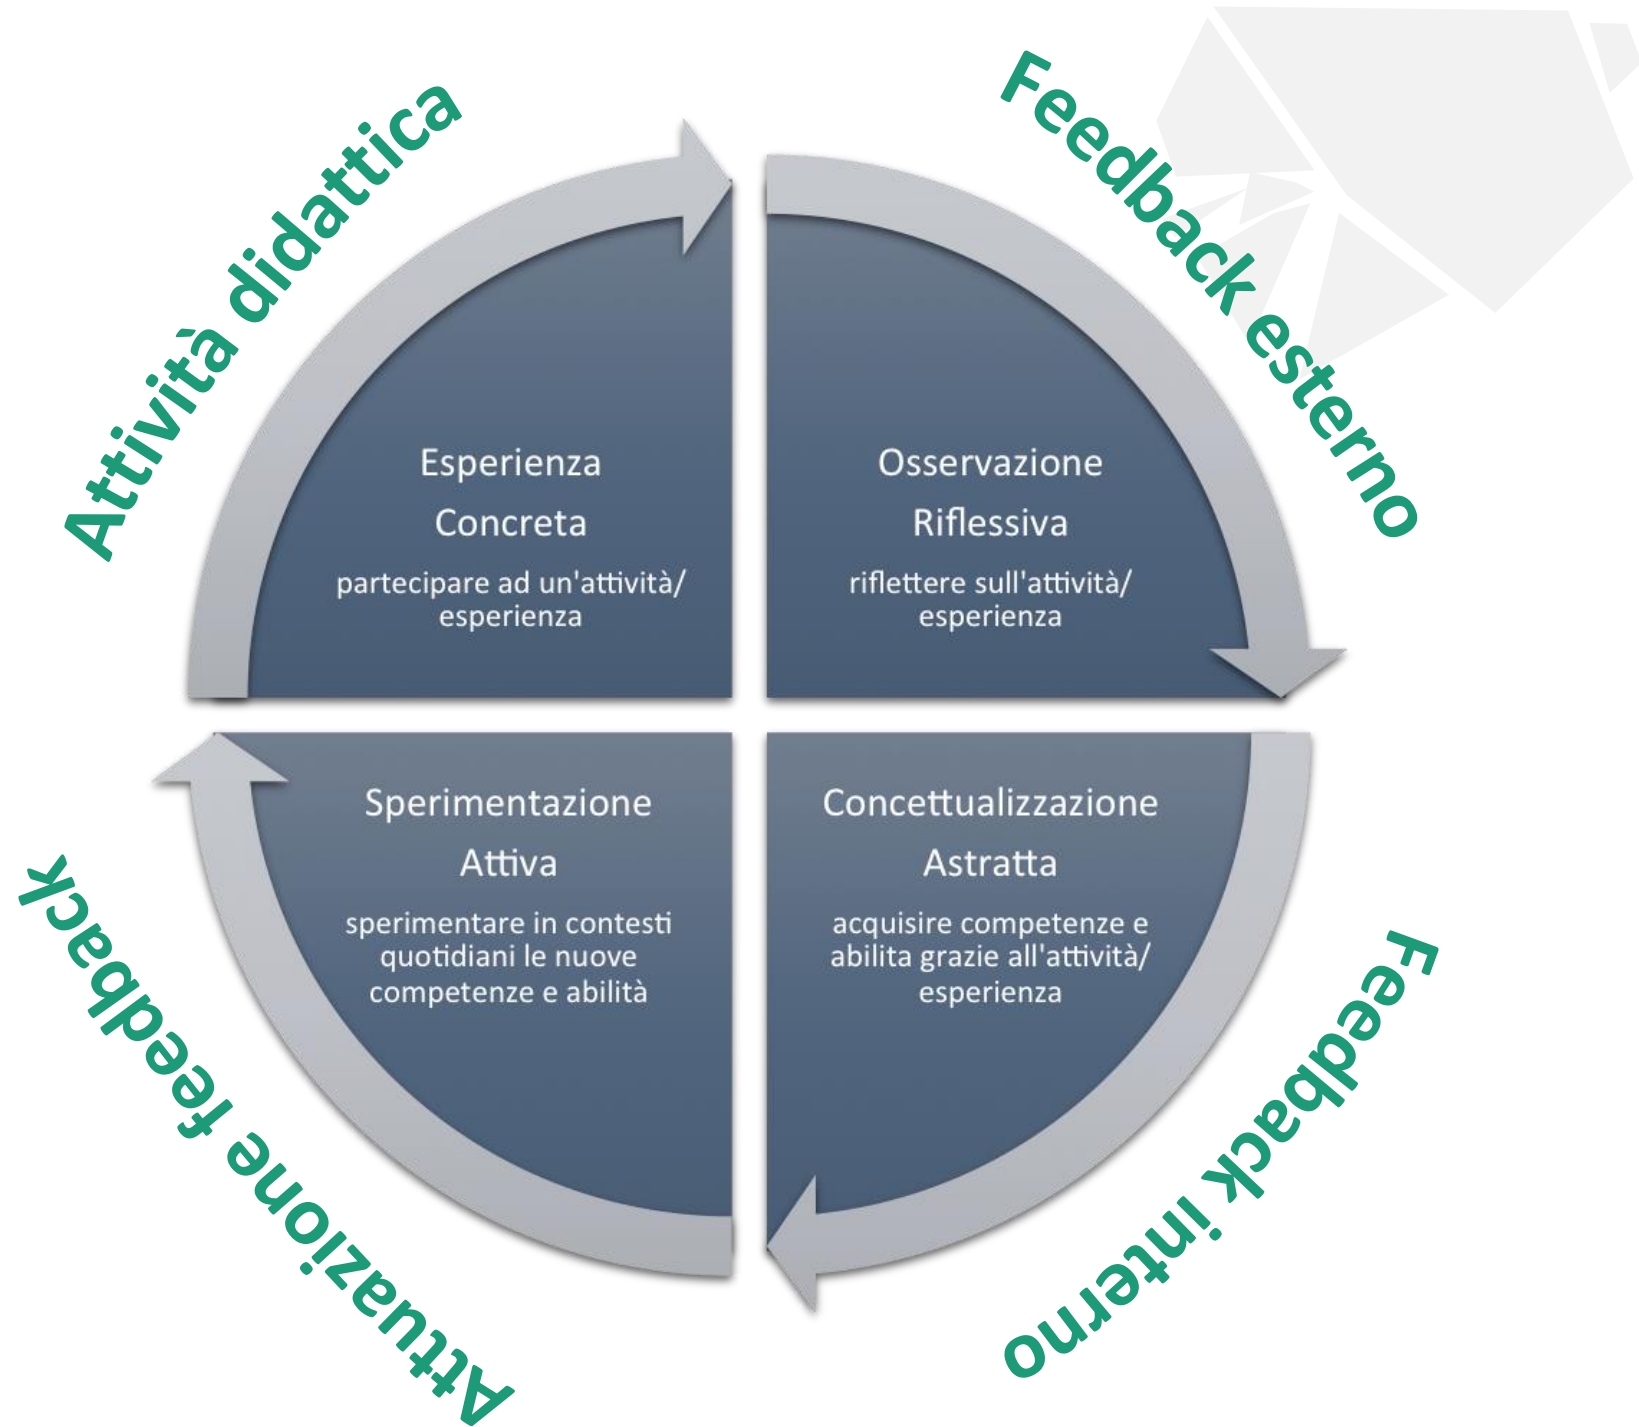 Attività didattica
Feedback esterno
Esperienza
Concreta
partecipare ad un'attività/
esperienza
Osservazione
Riflessiva
riflettere sull'attività/
esperienza
Sperimentazione
Attiva
sperimentare in contesti
quotidiani le nuove
competenze e abilità
Concettualizzazione
Astratta
acquisire competenze e
abilita grazie all'attività/
esperienza
Attuazione feedback
Feedback interno